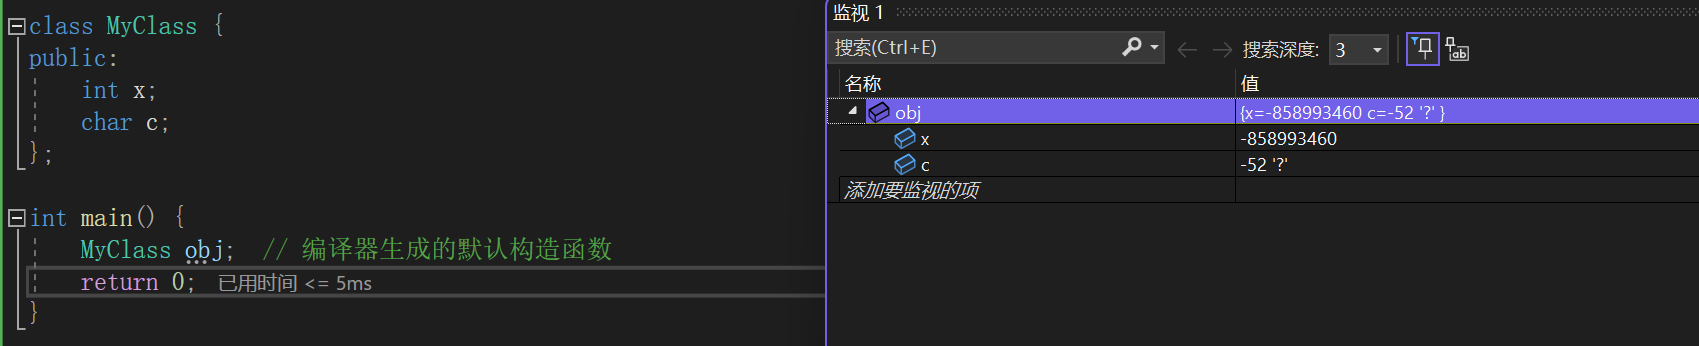 class MyClass {
public:
    int x;
    char c;
};
int main() {
    MyClass obj;  // 编译器生成的默认构造函数
    return 0;  已用时间 <= 5ms
}
监视 1
搜索(Ctrl+E) 搜索深度: 3
名称 值
obj {x=-858993460 c=-52 '?' }
x -858993460
c -52 '?'
添加要监视的项